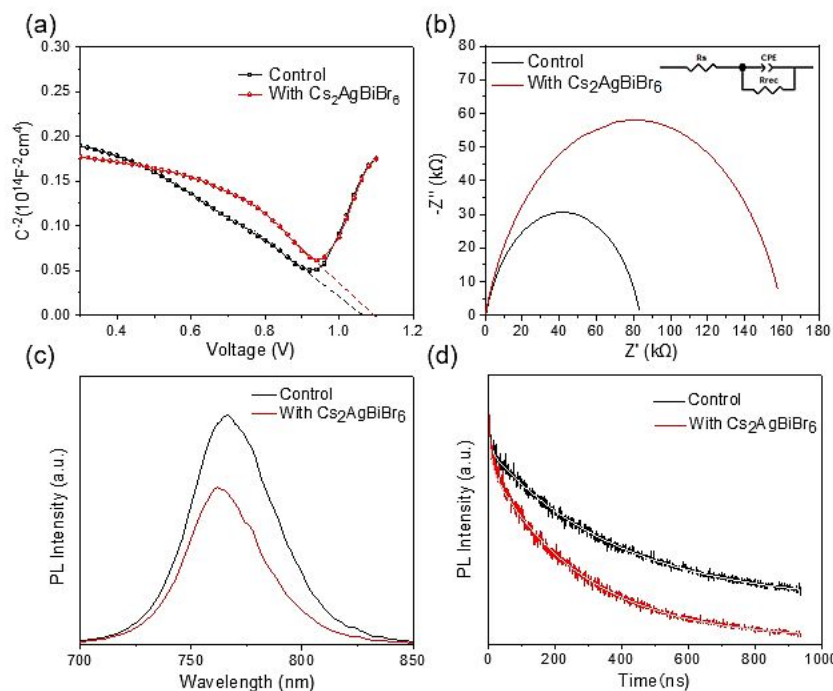 (a)
0.30
0.25
0.20
0.15
0.10
0.05
0.00
C⁻²(10¹⁴F⁻²cm⁴)
Control
With Cs₂AgBiBr₆
0.4 0.6 0.8 1.0 1.2
Voltage (V)
(b)
80
70
60
50
40
30
20
10
0
-Z'' (kΩ)
Control
With Cs₂AgBiBr₆
Rs
CPE
Rrec
0 20 40 60 80 100 120 140 160 180
Z' (kΩ)
(c)
PL Intensity (a.u.)
Control
With Cs₂AgBiBr₆
700 750 800 850
Wavelength (nm)
(d)
PL Intensity (a.u.)
Control
With Cs₂AgBiBr₆
0 200 400 600 800 1000
Time(ns)